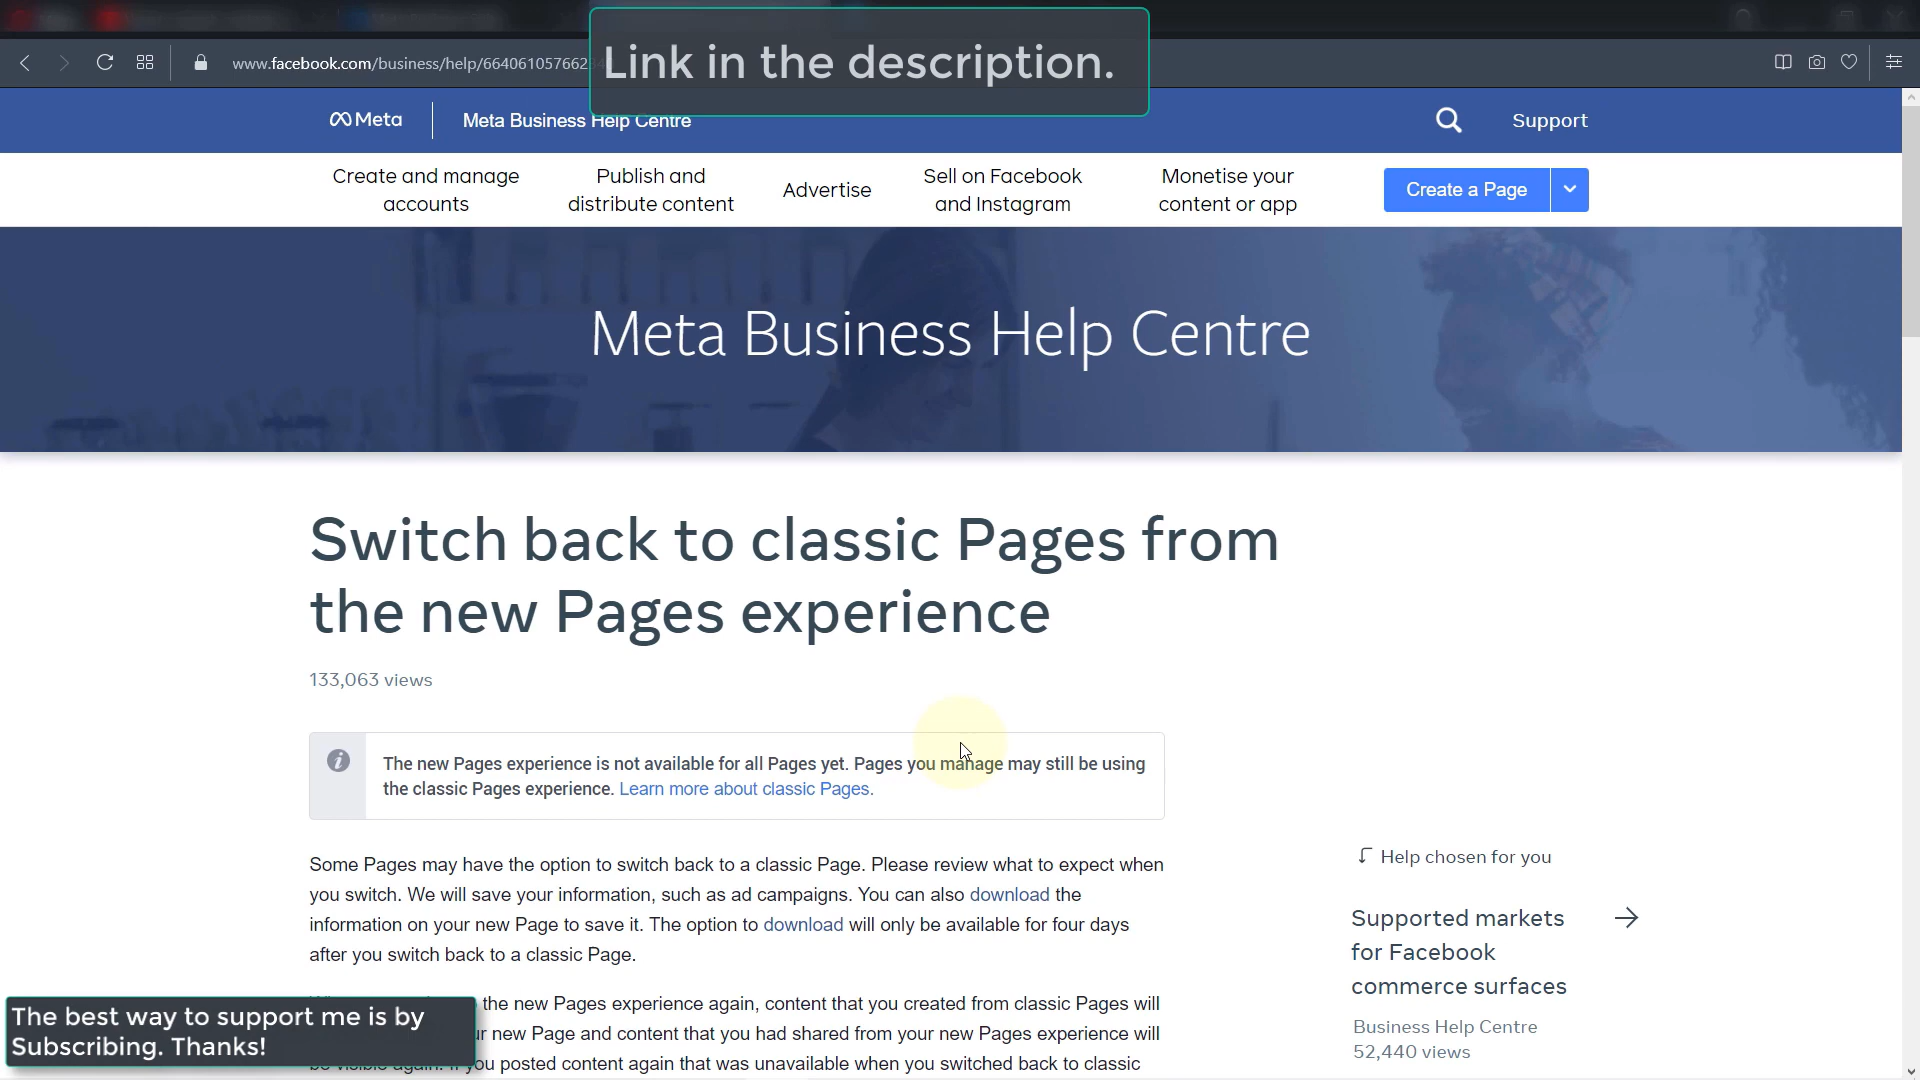 www.facebook.com/business/help/664061057662
Link in the description.
Meta
Meta Business Help Centre
Support
Create and manage accounts
Publish and distribute content
Advertise
Sell on Facebook and Instagram
Monetise your content or app
Create a Page
Meta Business Help Centre
Switch back to classic Pages from
the new Pages experience
133,063 views
The new Pages experience is not available for all Pages yet. Pages you manage may still be using
the classic Pages experience. Learn more about classic Pages.
Some Pages may have the option to switch back to a classic Page. Please review what to expect when
you switch. We will save your information, such as ad campaigns. You can also download the
information on your new Page to save it. The option to download will only be available for four days
after you switch back to a classic Page.
the new Pages experience again, content that you created from classic Pages will
new Page and content that you had shared from your new Pages experience will
you posted content again that was unavailable when you switched back to classic
Help chosen for you
Supported markets
for Facebook
commerce surfaces
Business Help Centre
52,440 views
The best way to support me is by
Subscribing. Thanks!